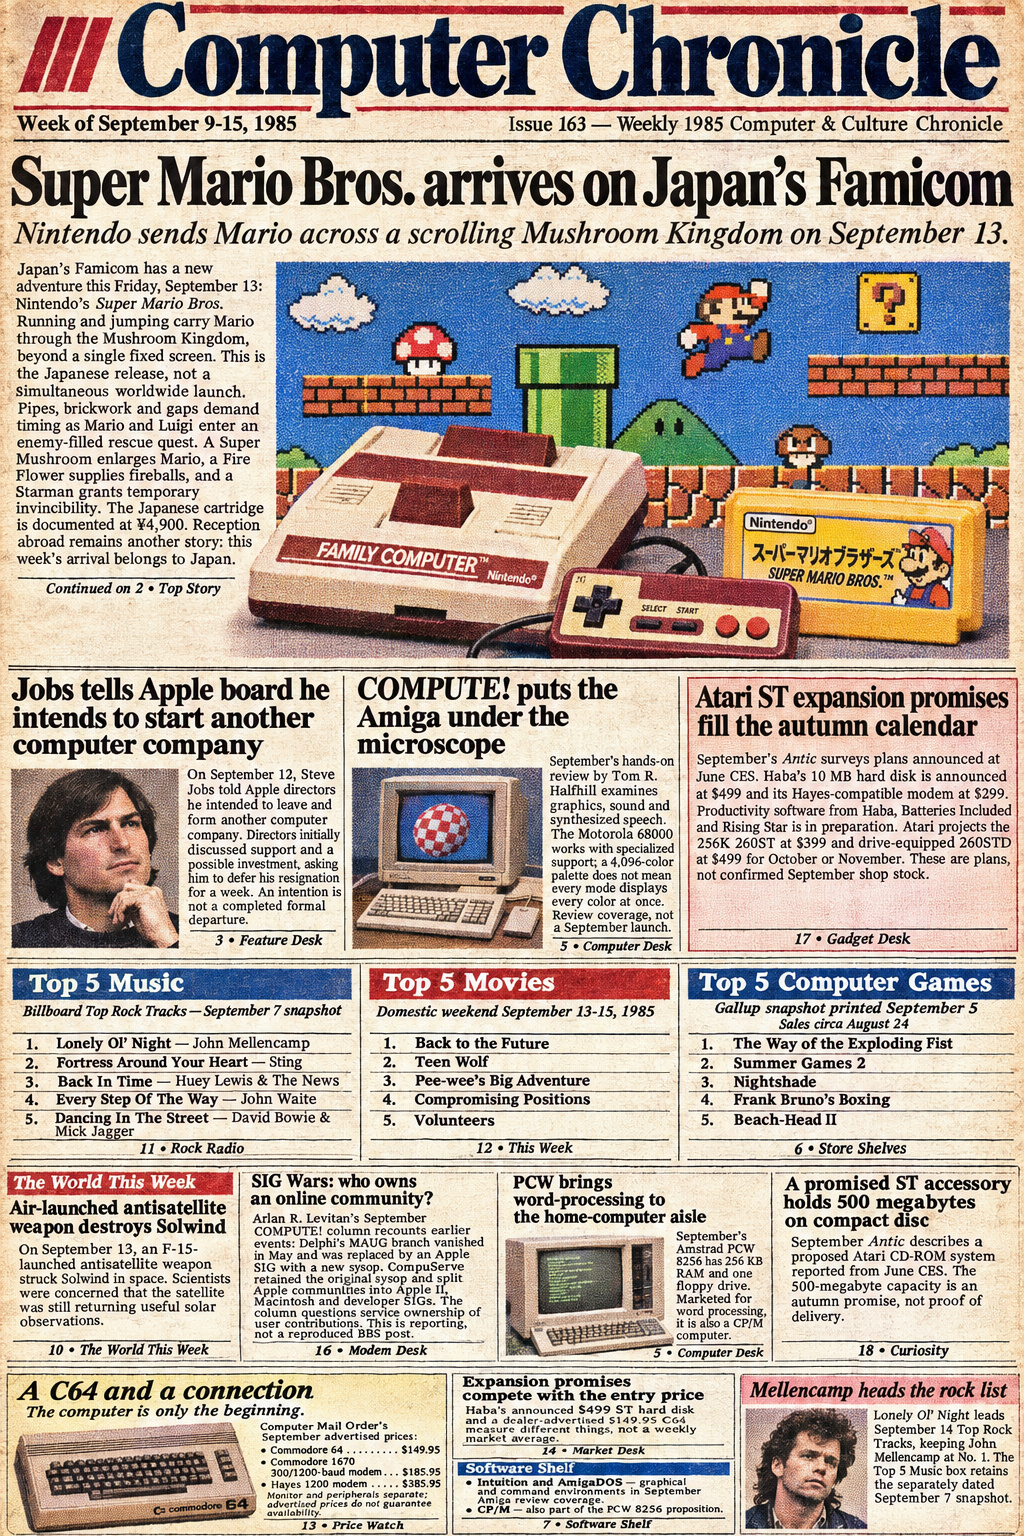 Computer Chronicle
Week of September 9-15, 1985
Issue 163 — Weekly 1985 Computer & Culture Chronicle
Super Mario Bros. arrives on Japan's Famicom
Nintendo sends Mario across a scrolling Mushroom Kingdom on September 13.
Japan's Famicom has a new
adventure this Friday, September 13:
Nintendo's Super Mario Bros.
Running and jumping carry Mario
through the Mushroom Kingdom,
beyond a single fixed screen. This is
the Japanese release, not a
simultaneous worldwide launch.
Pipes, brickwork and gaps demand
timing as Mario and Luigi enter an
enemy-filled rescue quest. A Super
Mushroom enlarges Mario, a Fire
Flower supplies fireballs, and a
Starman grants temporary
invincibility. The Japanese cartridge
is documented at ¥4,900. Reception
abroad remains another story: this
week's arrival belongs to Japan.
Continued on 2 • Top Story
?
FAMILY COMPUTER™
Nintendo®
SELECT START
Nintendo®
スーパーマリオブラザーズ
SUPER MARIO BROS.™
Jobs tells Apple board he
intends to start another
computer company
On September 12, Steve
Jobs told Apple directors
he intended to leave and
form another computer
company. Directors initially
discussed support and a
possible investment, asking
him to defer his resignation
for a week. An intention is
not a completed formal
departure.
3 • Feature Desk
COMPUTE! puts the
Amiga under the
microscope
September's hands-on
review by Tom R.
Halfhill examines
graphics, sound and
synthesized speech.
The Motorola 68000
works with specialized
support; a 4,096-color
palette does not mean
every mode displays
every color at once.
Review coverage, not
a September launch.
5 • Computer Desk
Atari ST expansion promises
fill the autumn calendar
September's Antic surveys plans announced at
June CES. Haba's 10 MB hard disk is announced
at $499 and its Hayes-compatible modem at $299.
Productivity software from Haba, Batteries Included
and Rising Star is in preparation. Atari projects the
256K 260ST at $399 and drive-equipped 260STD
at $499 for October or November. These are plans,
not confirmed September shop stock.
17 • Gadget Desk
Top 5 Music
Billboard Top Rock Tracks — September 7 snapshot
1. Lonely Ol' Night — John Mellencamp
2. Fortress Around Your Heart — Sting
3. Back In Time — Huey Lewis & The News
4. Every Step Of The Way — John Waite
5. Dancing In The Street — David Bowie &
Mick Jagger
11 • Rock Radio
Top 5 Movies
Domestic weekend September 13-15, 1985
1. Back to the Future
2. Teen Wolf
3. Pee-wee's Big Adventure
4. Compromising Positions
5. Volunteers
12 • This Week
Top 5 Computer Games
Gallup snapshot printed September 5
Sales circa August 24
1. The Way of the Exploding Fist
2. Summer Games 2
3. Nightshade
4. Frank Bruno's Boxing
5. Beach-Head II
6 • Store Shelves
The World This Week
Air-launched antisatellite
weapon destroys Solwind
On September 13, an F-15-
launched antisatellite weapon
struck Solwind in space. Scientists
were concerned that the satellite
was still returning useful solar
observations.
10 • The World This Week
SIG Wars: who owns
an online community?
Arlan R. Levitan's September
COMPUTE! column recounts earlier
events: Delphi's MAUG branch vanished
in May and was replaced by an Apple
SIG with a new sysop. CompuServe
retained the original sysop and split
Apple communities into Apple II,
Macintosh and developer SIGs. The
column questions service ownership of
user contributions. This is reporting,
not a reproduced BBS post.
16 • Modem Desk
PCW brings
word-processing to
the home-computer aisle
September's
Amstrad PCW
8256 has 256 KB
RAM and one
floppy drive.
Marketed for
word processing,
it is also a CP/M
computer.
5 • Computer Desk
A promised ST accessory
holds 500 megabytes
on compact disc
September Antic describes a
proposed Atari CD-ROM system
reported from June CES. The
500-megabyte capacity is an
autumn promise, not proof of
delivery.
18 • Curiosity
A C64 and a connection
The computer is only the beginning.
Computer Mail Order's
September advertised prices:
• Commodore 64 ......... $149.95
• Commodore 1670
300/1200-baud modem ... $185.95
• Hayes 1200 modem ..... $385.95
Monitor and peripherals separate;
advertised prices do not guarantee
availability.
commodore 64
13 • Price Watch
Expansion promises
compete with the entry price
Haba's announced $499 ST hard disk
and a dealer-advertised $149.95 C64
measure different things, not a weekly
market average.
14 • Market Desk
Software Shelf
• Intuition and AmigaDOS — graphical
and command environments in September
Amiga review coverage.
• CP/M — also part of the PCW 8256 proposition.
7 • Software Shelf
Mellencamp heads the rock list
Lonely Ol' Night leads
September 14 Top Rock
Tracks, keeping John
Mellencamp at No. 1. The
Top 5 Music box retains
the separately dated
September 7 snapshot.